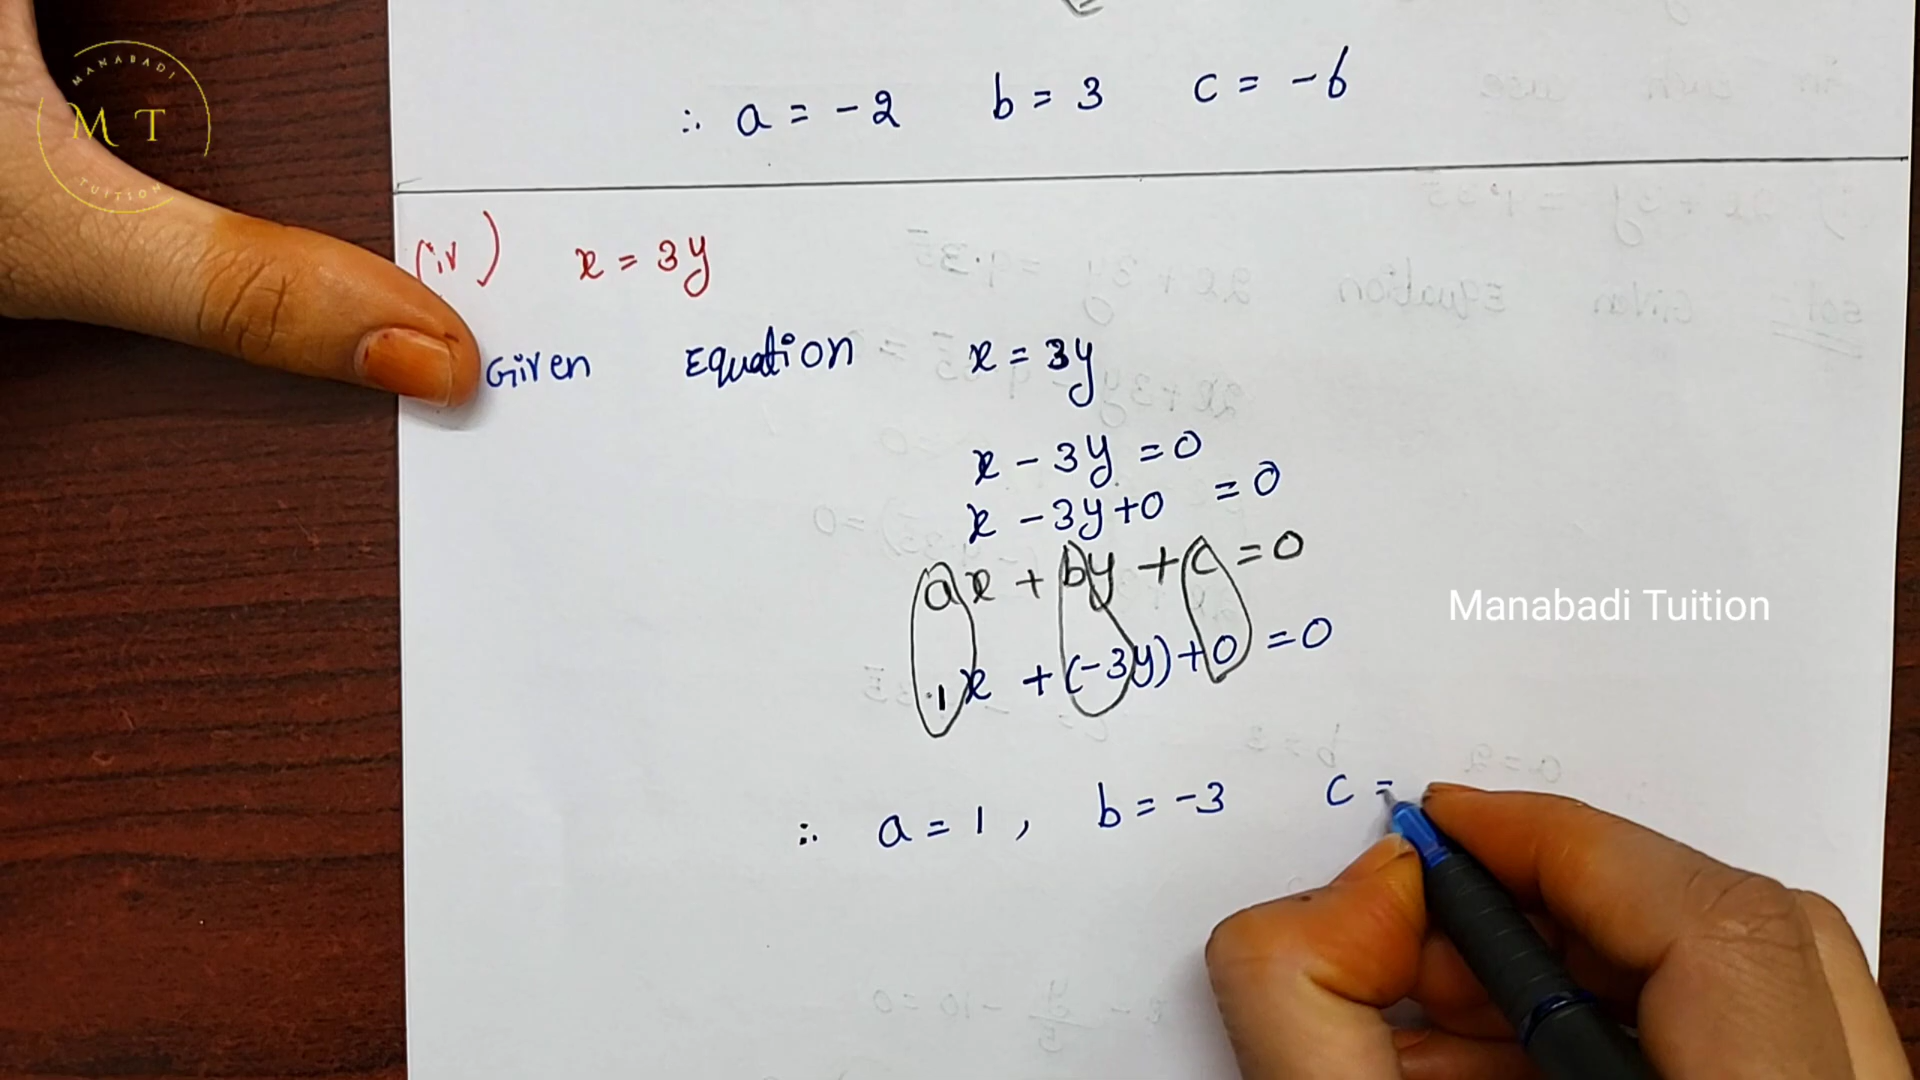 MANABADI
M T
TUITION
∴ a = -2 b = 3 c = -6
(iv) x = 3y
Given Equation x = 3y
x - 3y = 0
x - 3y + 0 = 0
ax + by + c = 0
1x + (-3y) + 0 = 0
Manabadi Tuition
∴ a = 1, b = -3 c =